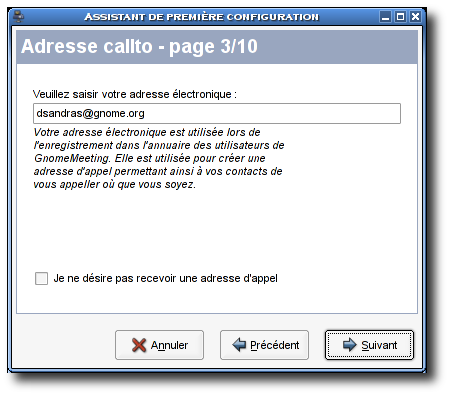 Assistant de première configuration
Adresse callto - page 3/10
Veuillez saisir votre adresse électronique :
dsandras@gnome.org
Votre adresse électronique est utilisée lors de
l'enregistrement dans l'annuaire des utilisateurs de
GnomeMeeting. Elle est utilisée pour créer une
adresse d'appel permettant ainsi à vos contacts de
vous appeller où que vous soyez.
Je ne désire pas recevoir une adresse d'appel
Annuler
Précédent
Suivant